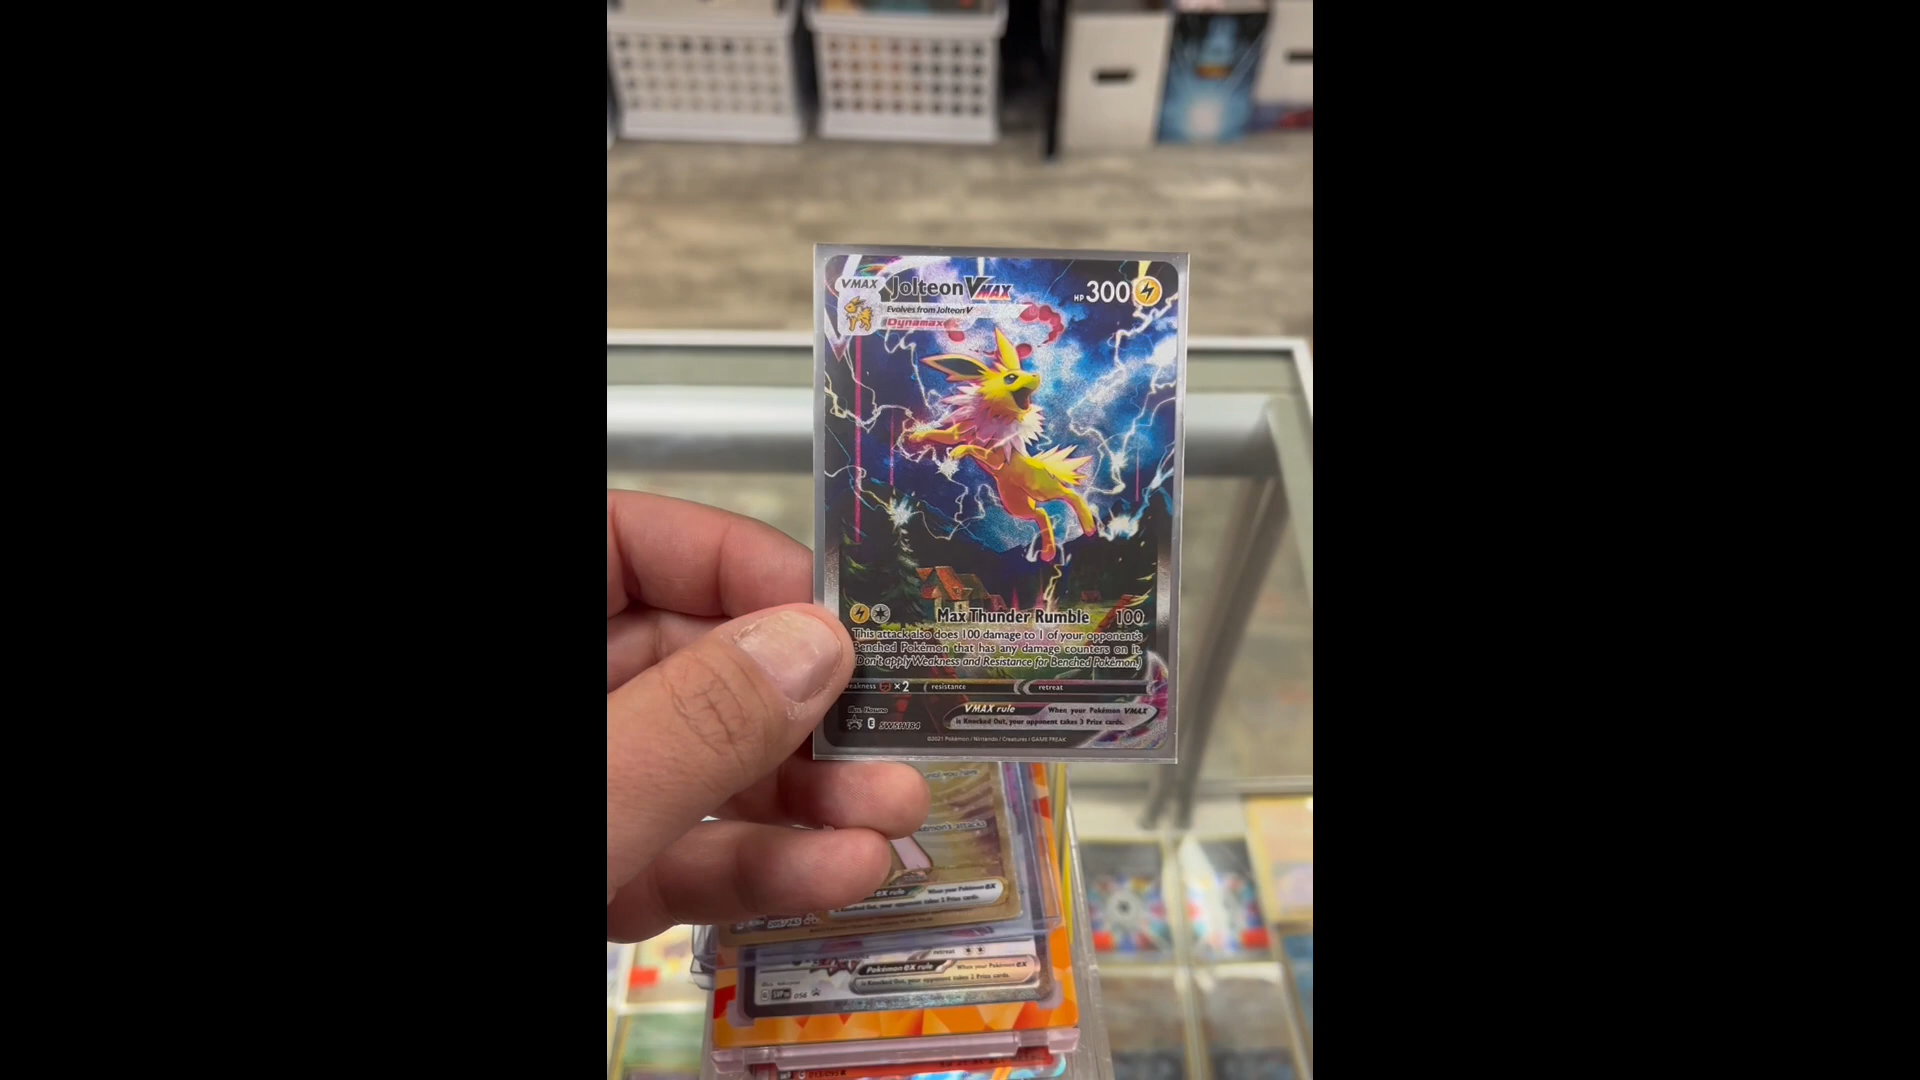 VMAX JolteonVMAX HP 300
Evolves from Jolteon V
Dynamax
Max Thunder Rumble 100
This attack also does 100 damage to 1 of your opponent's
Benched Pokémon that has any damage counters on it.
(Don't apply Weakness and Resistance for Benched Pokémon.)
weakness ×2 resistance retreat
VMAX rule When your Pokémon VMAX
is Knocked Out, your opponent takes 3 Prize cards.
E SWSH184
©2021 Pokémon / Nintendo / Creatures / GAME FREAK
Pokémon's attacks
ex rule When your Pokémon ex
is Knocked Out, your opponent takes 2 Prize cards.
retreat
Pokémon ex rule When your Pokémon ex
is Knocked Out, your opponent takes 2 Prize cards.
SVP 056